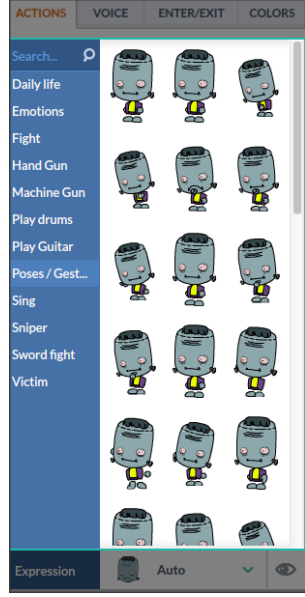 ACTIONS VOICE ENTER/EXIT COLORS
Search...
Daily life
Emotions
Fight
Hand Gun
Machine Gun
Play drums
Play Guitar
Poses / Gest...
Sing
Sniper
Sword fight
Victim
Expression Auto